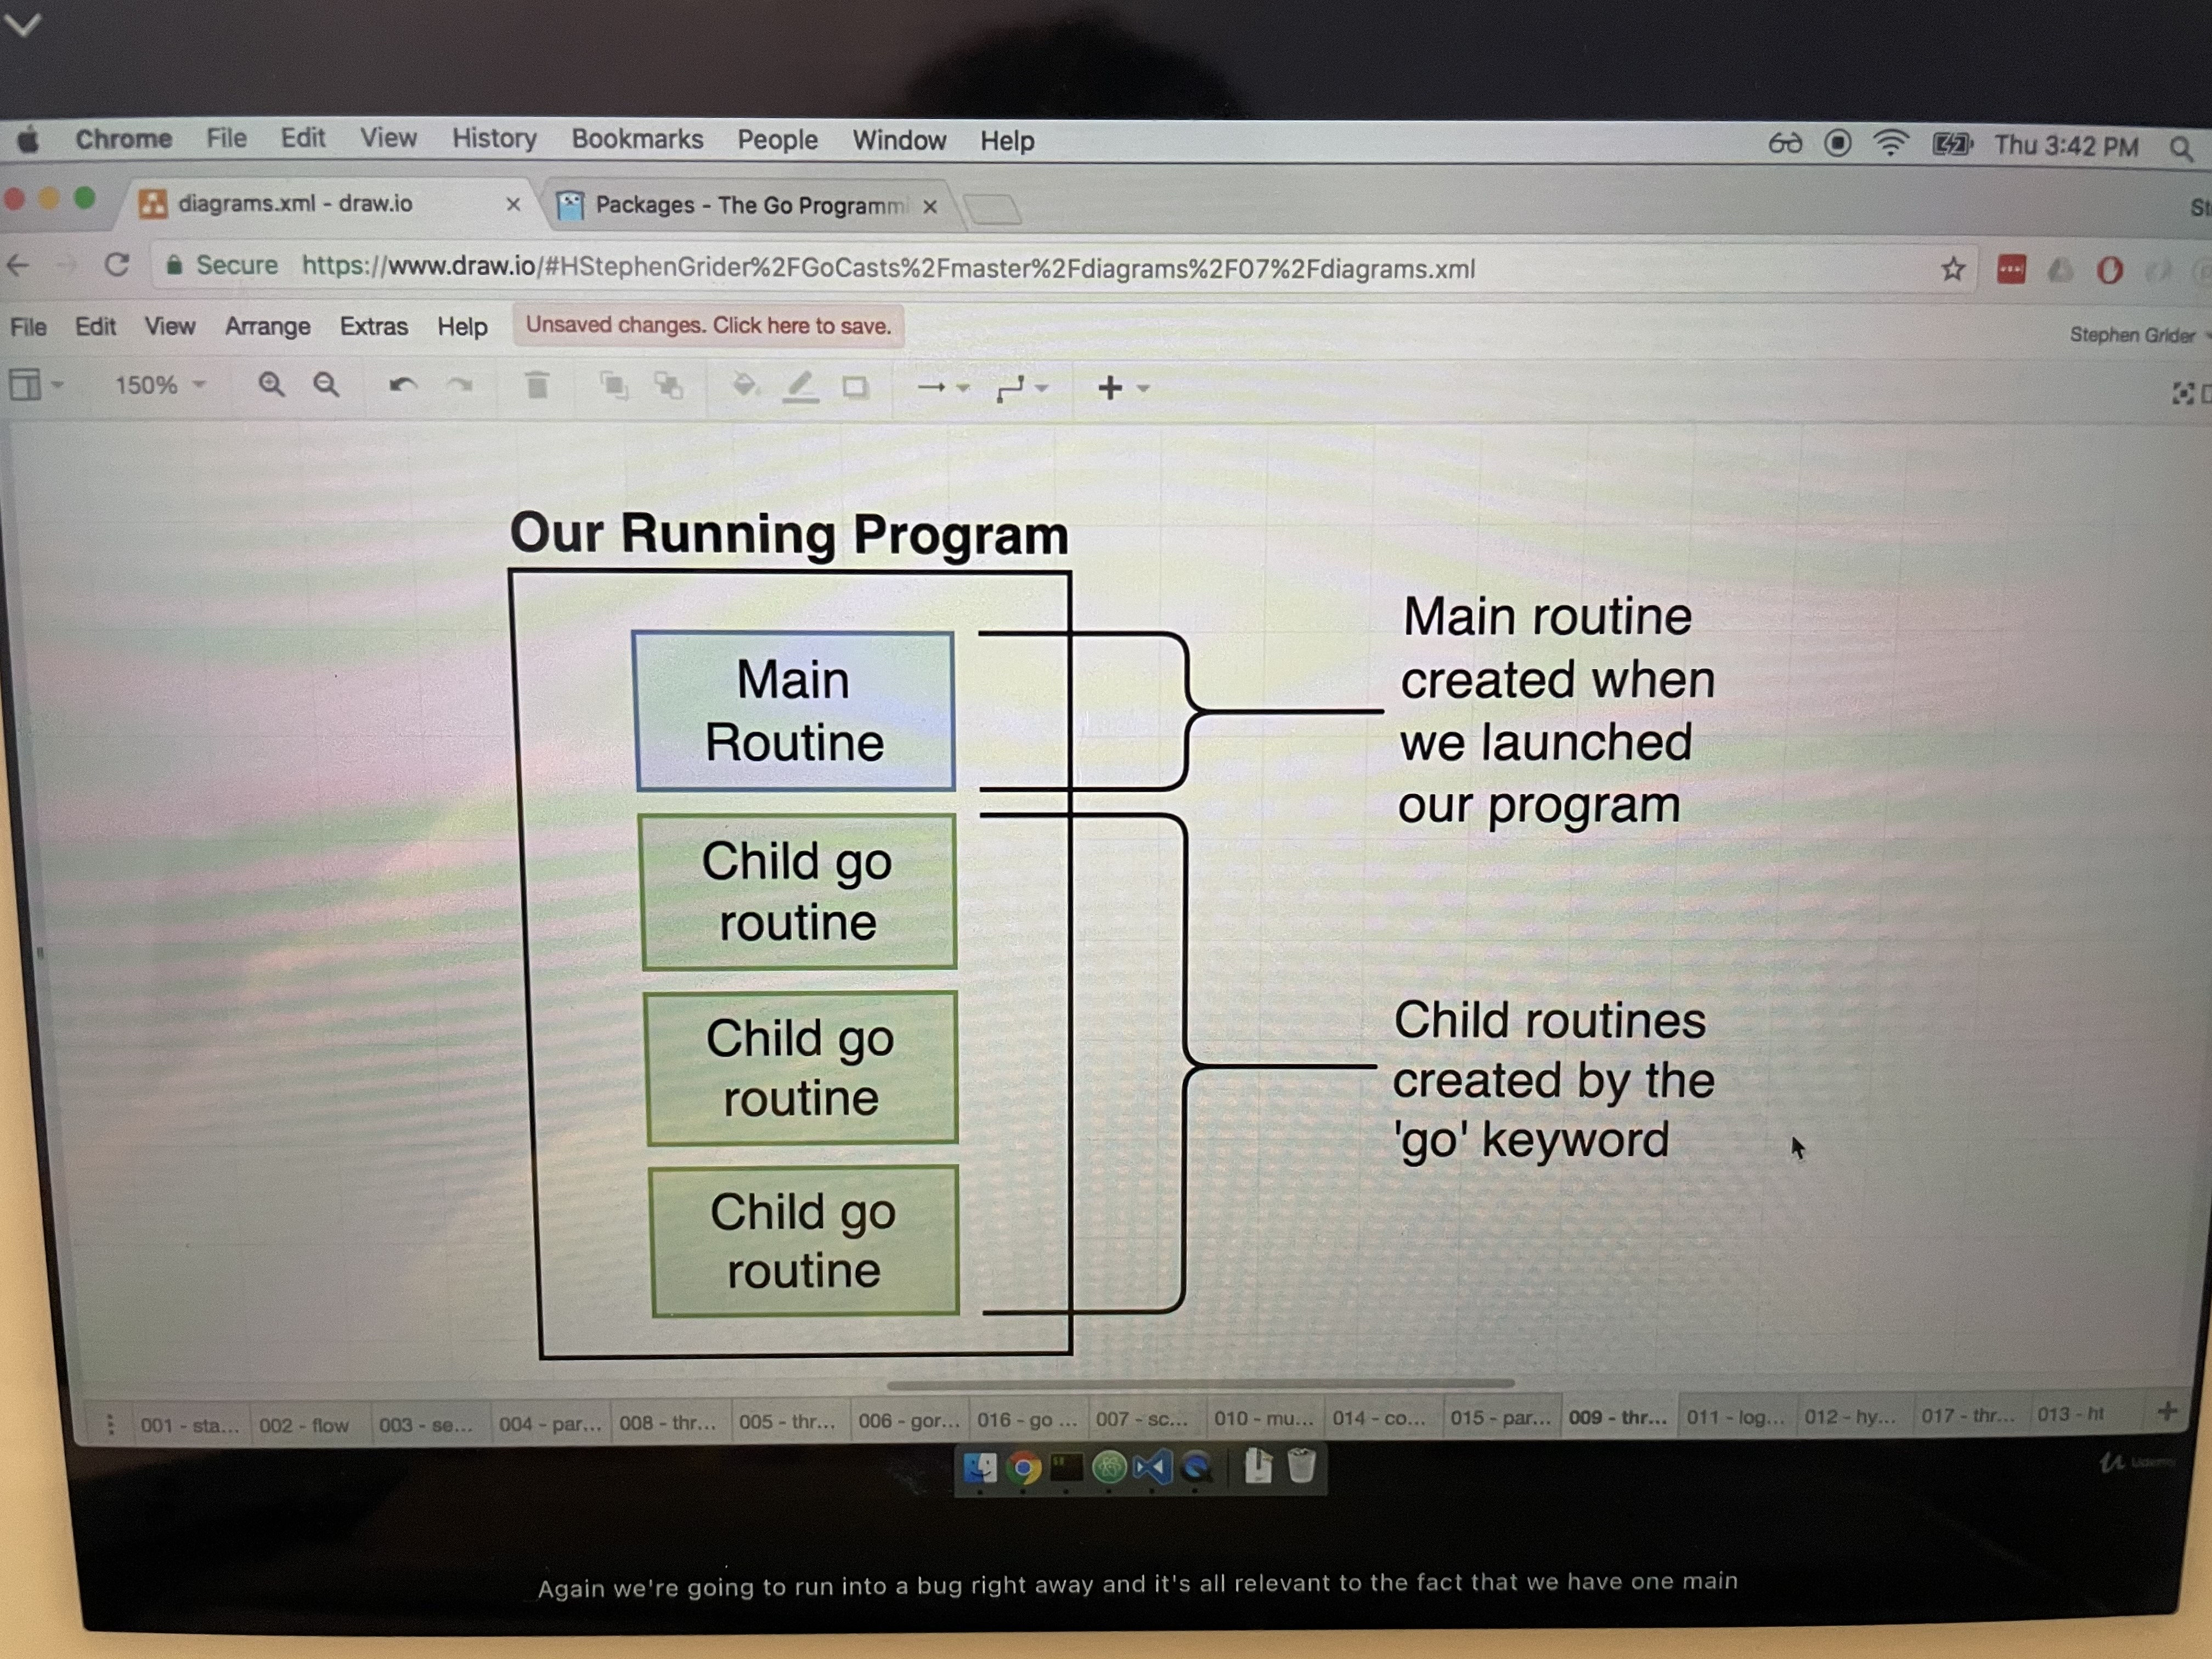 Chrome File Edit View History Bookmarks People Window Help Thu 3:42 PM
diagrams.xml - draw.io Packages - The Go Programmi
Secure https://www.draw.io/#HStephenGrider%2FGoCasts%2Fmaster%2Fdiagrams%2F07%2Fdiagrams.xml
File Edit View Arrange Extras Help Unsaved changes. Click here to save. Stephen Grider
150%
Our Running Program
Main
Routine
Main routine
created when
we launched
our program
Child go
routine
Child go
routine
Child routines
created by the
'go' keyword
Child go
routine
001 - sta... 002 - flow 003 - se... 004 - par... 008 - thr... 005 - thr... 006 - gor... 016 - go ... 007 - sc... 010 - mu... 014 - co... 015 - par... 009 - thr... 011 - log... 012 - hy... 017 - thr... 013 - ht
Udemy
Again we're going to run into a bug right away and it's all relevant to the fact that we have one main